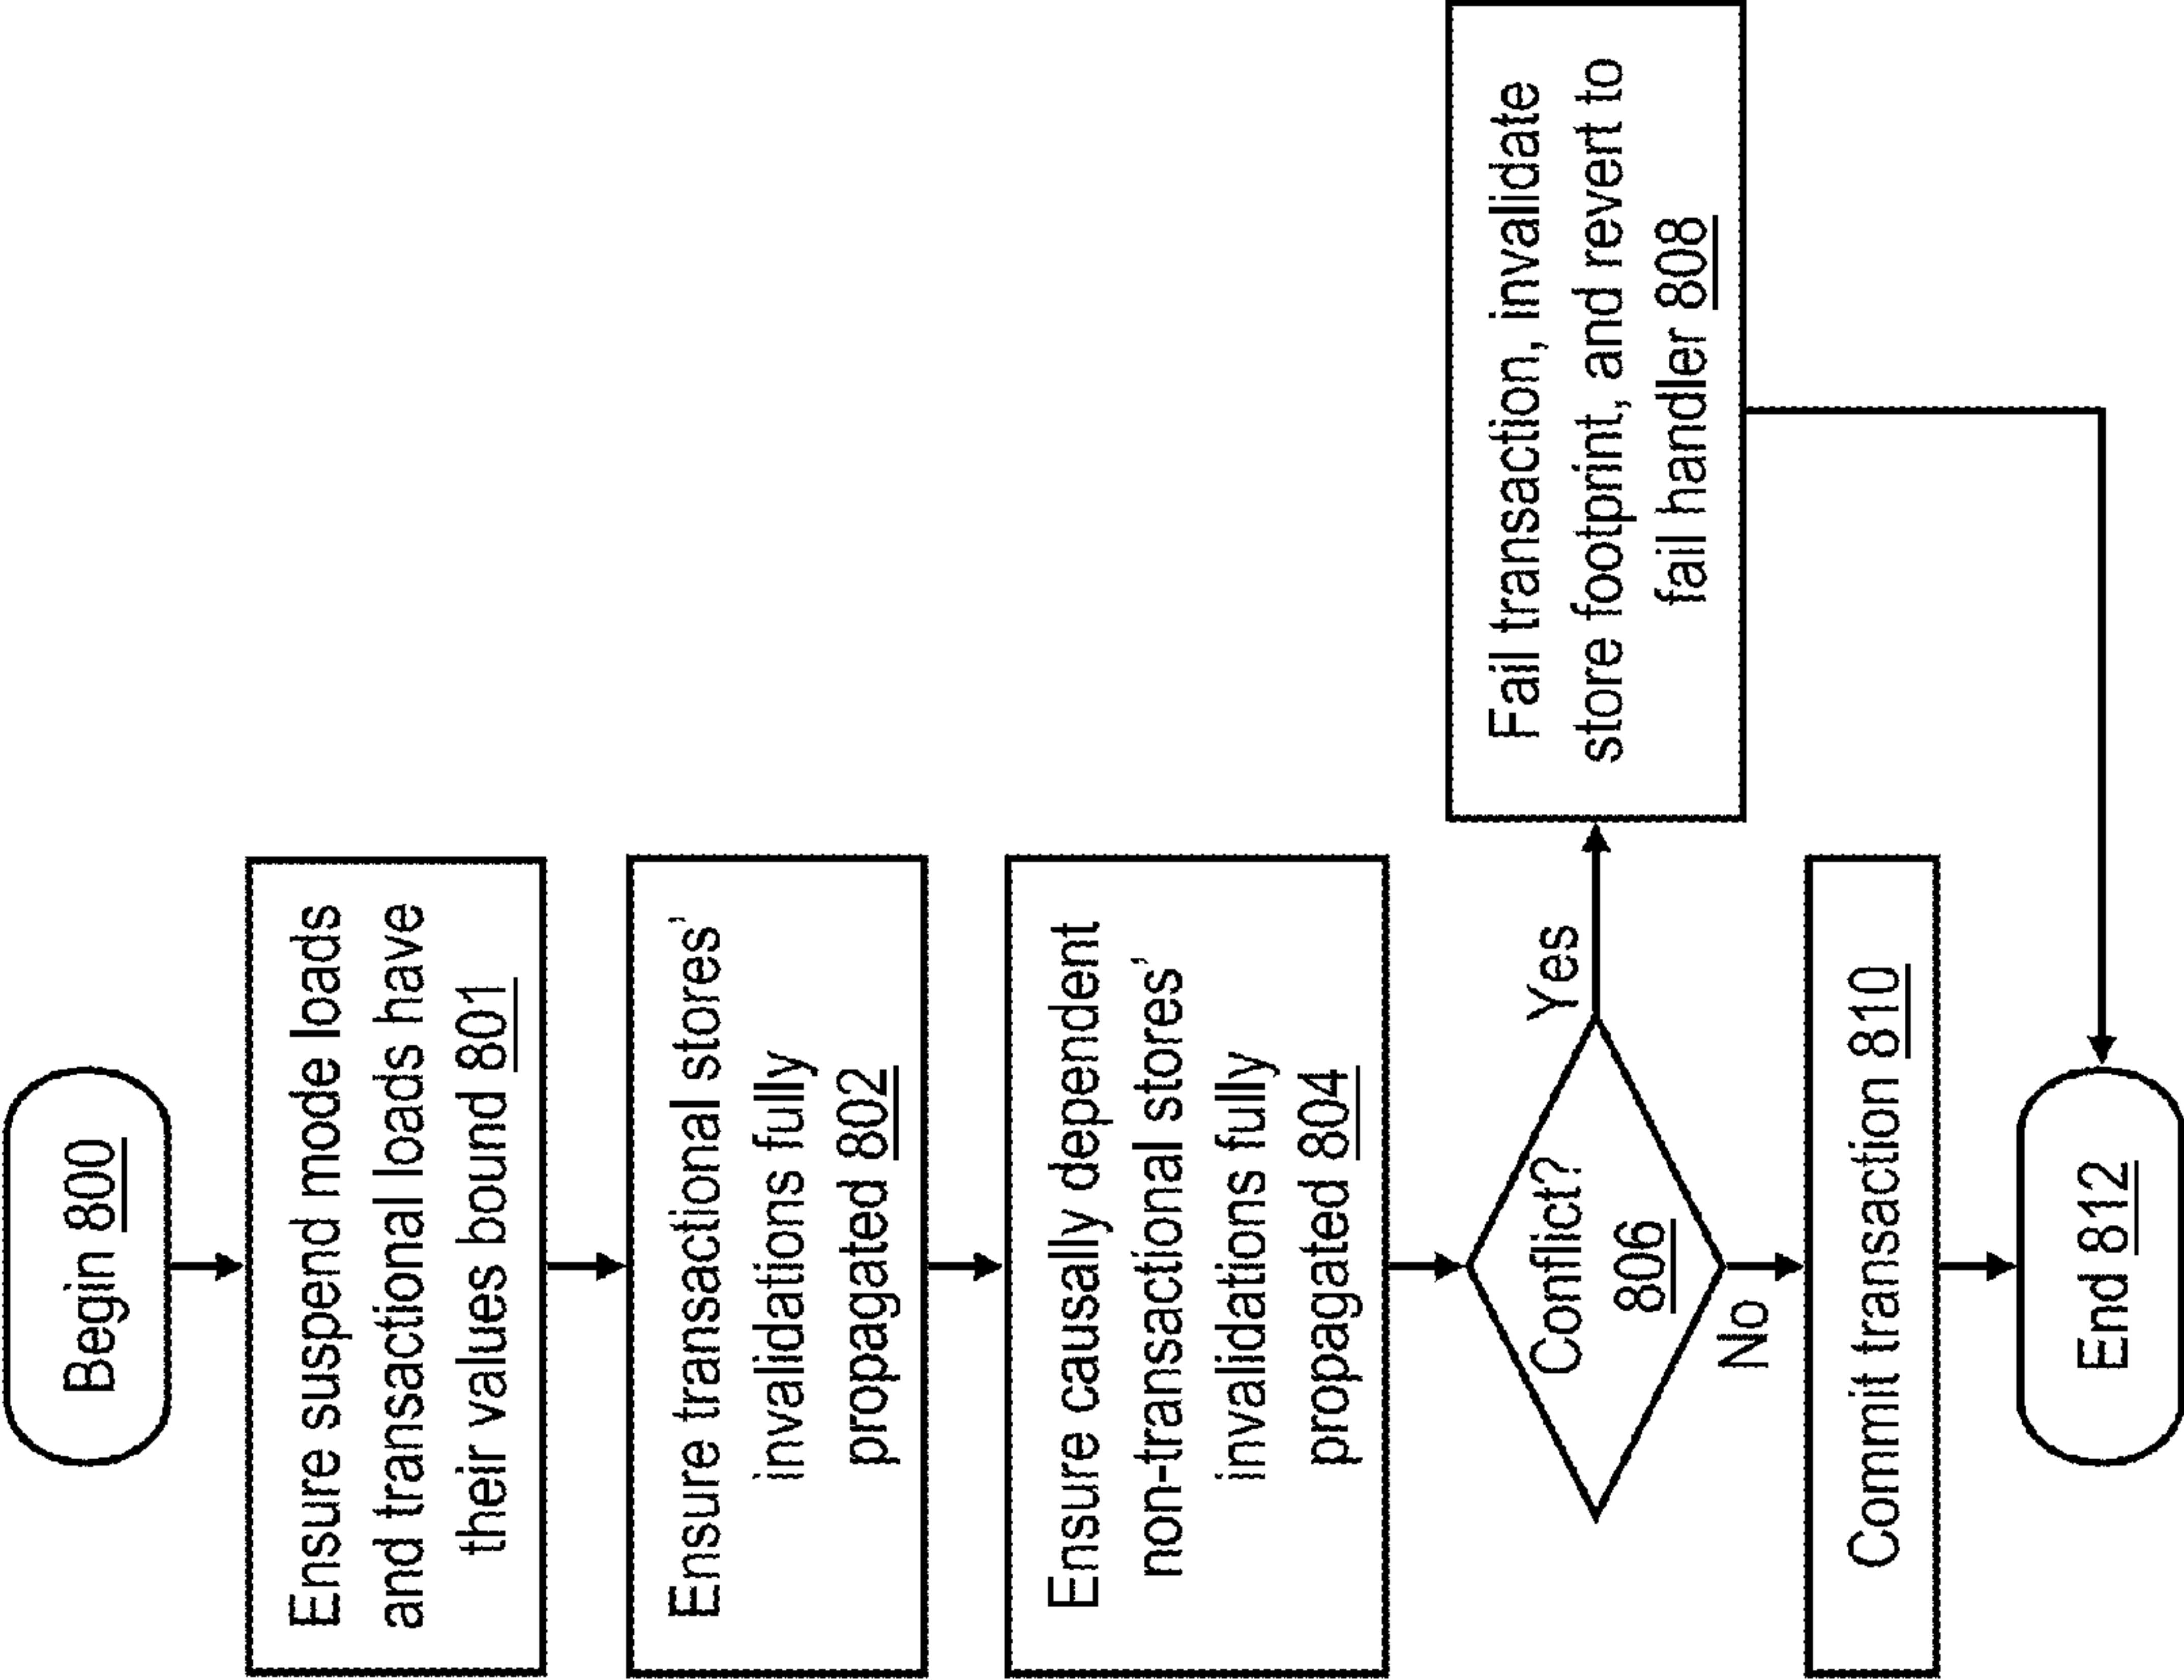 Begin 800
Ensure suspend mode loads
and transactional loads have
their values bound 801
Ensure transactional stores'
invalidations fully
propagated 802
Ensure causally dependent
non-transactional stores'
invalidations fully
propagated 804
Conflict?
806
Yes
Fail transaction, invalidate
store footprint, and revert to
fail handler 808
No
Commit transaction 810
End 812